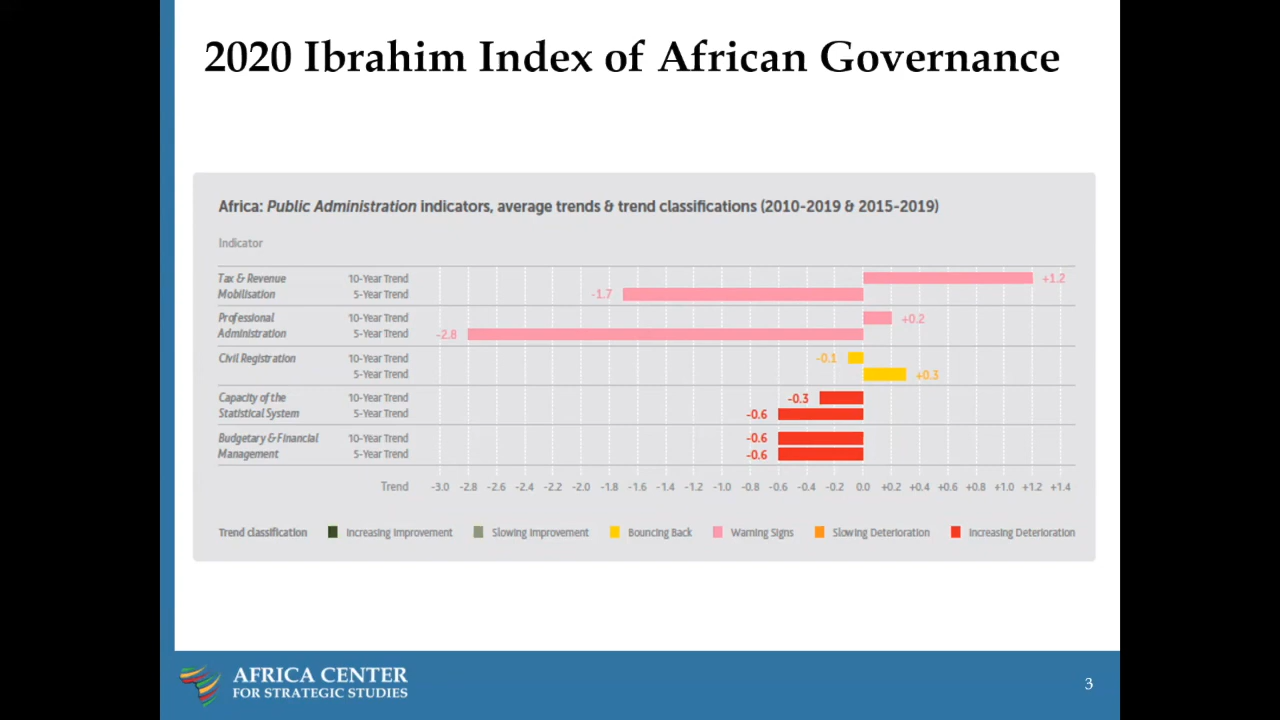 2020 Ibrahim Index of African Governance
Africa: Public Administration indicators, average trends & trend classifications (2010-2019 & 2015-2019)
Indicator
Tax & Revenue 10-Year Trend +1.2
Mobilisation 5-Year Trend -1.7
Professional 10-Year Trend +0.2
Administration 5-Year Trend -2.8
Civil Registration 10-Year Trend -0.1
5-Year Trend +0.3
Capacity of the 10-Year Trend -0.3
Statistical System 5-Year Trend -0.6
Budgetary & Financial 10-Year Trend -0.6
Management 5-Year Trend -0.6
Trend -3.0 -2.8 -2.6 -2.4 -2.2 -2.0 -1.8 -1.6 -1.4 -1.2 -1.0 -0.8 -0.6 -0.4 -0.2 0.0 +0.2 +0.4 +0.6 +0.8 +1.0 +1.2 +1.4
Trend classification Increasing Improvement Slowing Improvement Bouncing Back Warning Signs Slowing Deterioration Increasing Deterioration
AFRICA CENTER
FOR STRATEGIC STUDIES
3